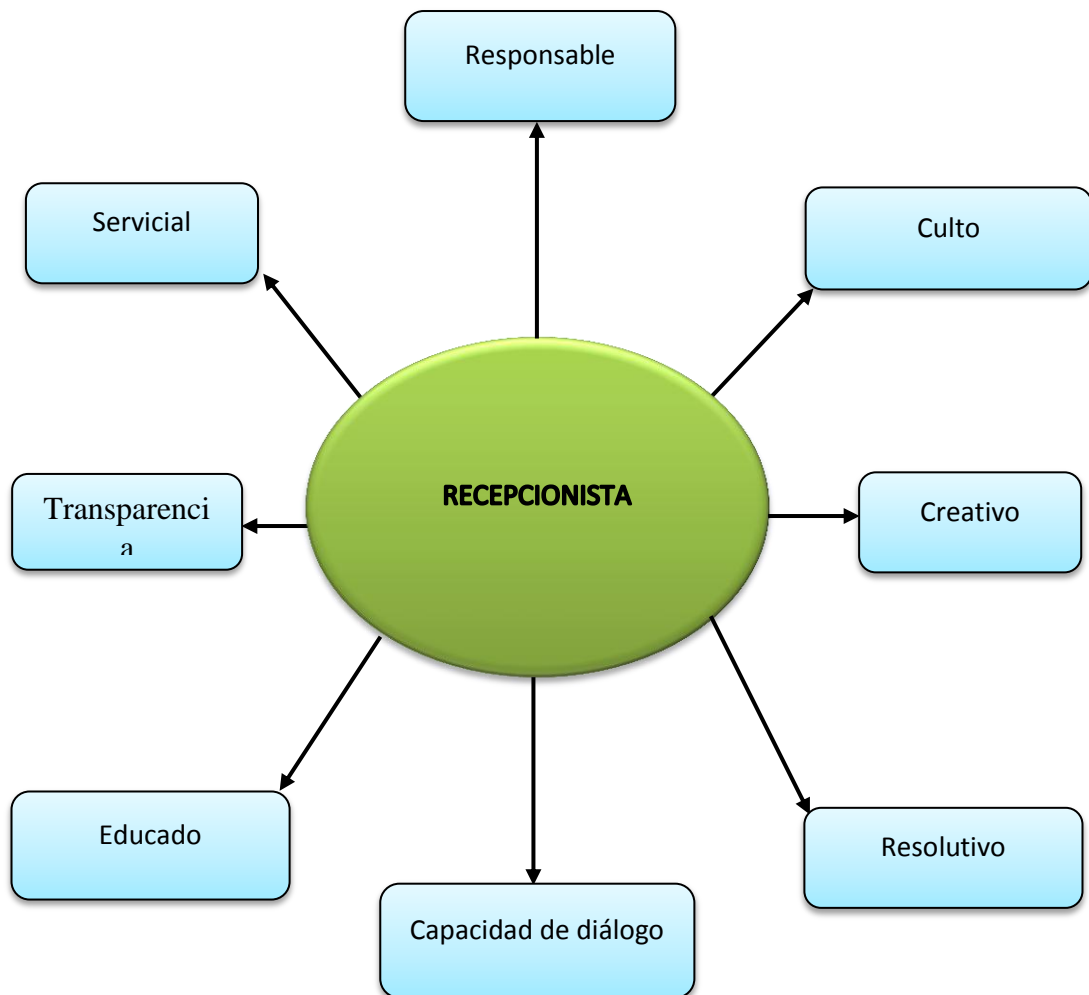 Responsable
Servicial
Culto
RECEPCIONISTA
Transparenci
a
Creativo
Educado
Resolutivo
Capacidad de diálogo